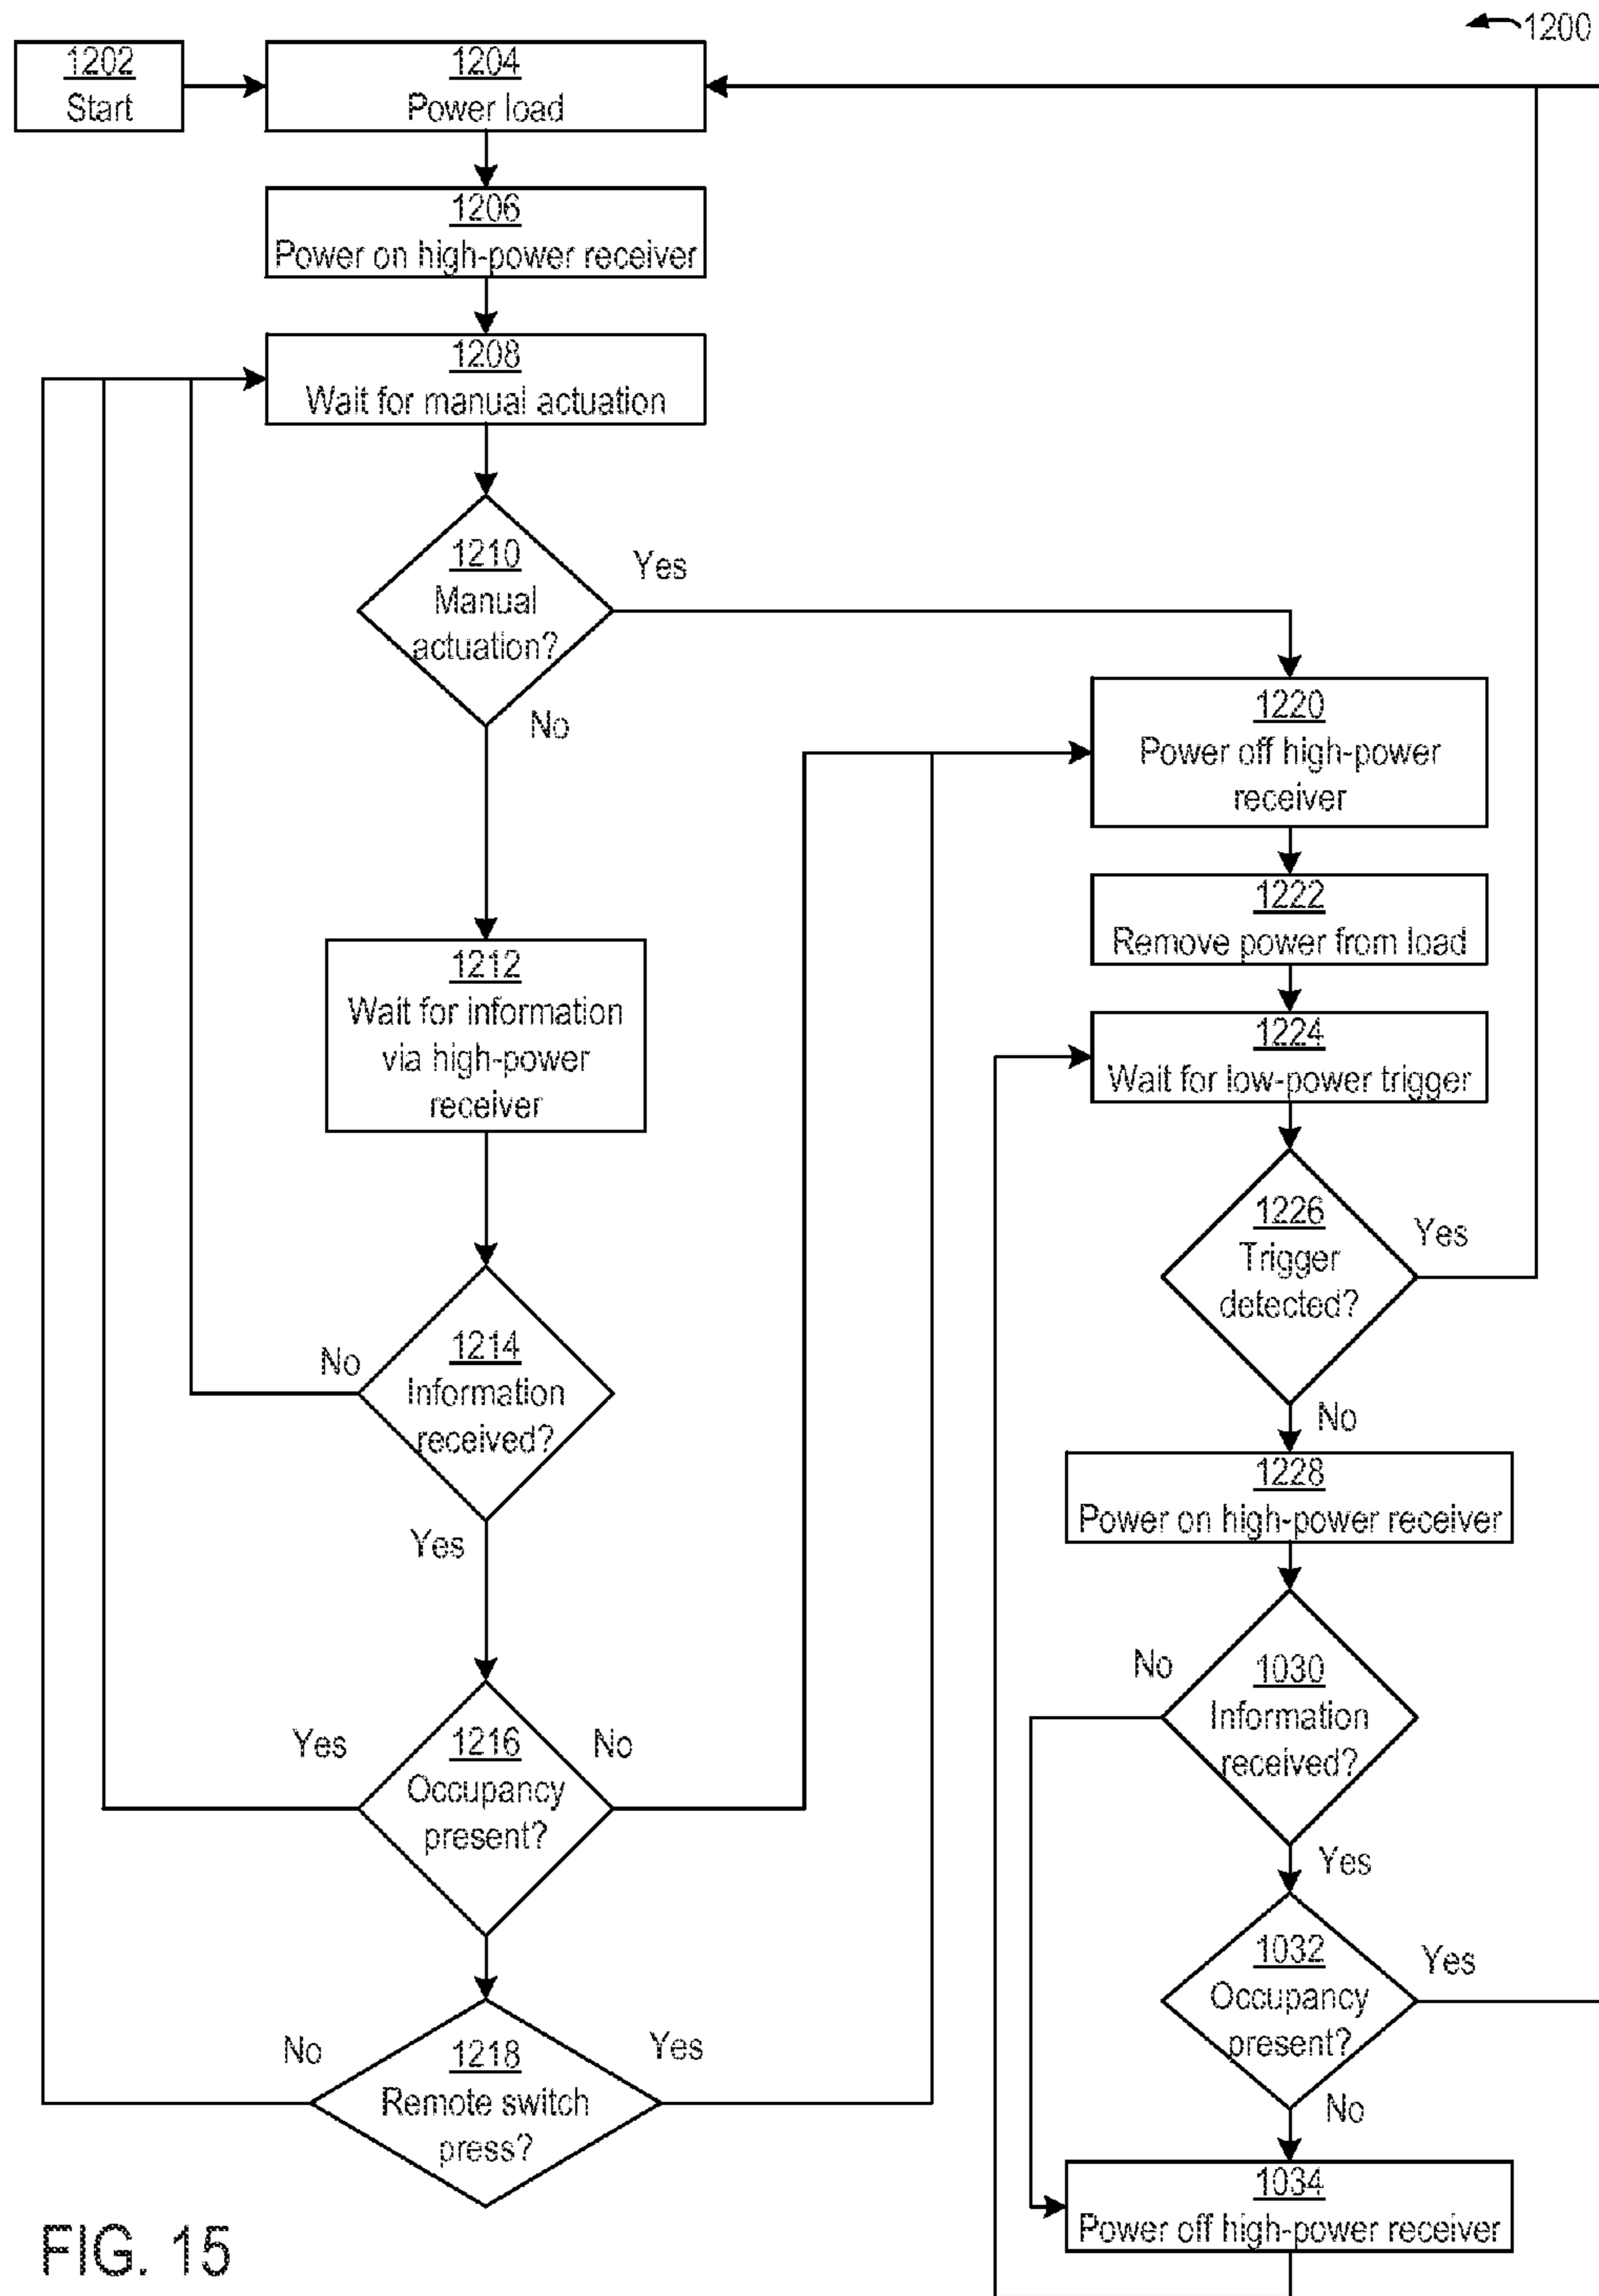 1200
1202
Start
1204
Power load
1206
Power on high-power receiver
1208
Wait for manual actuation
1210
Manual
actuation?
Yes
No
1212
Wait for information
via high-power
receiver
1214
Information
received?
No
Yes
1216
Occupancy
present?
Yes
No
1218
Remote switch
press?
No
Yes
1220
Power off high-power
receiver
1222
Remove power from load
1224
Wait for low-power trigger
1226
Trigger
detected?
Yes
No
1228
Power on high-power receiver
1030
Information
received?
No
Yes
1032
Occupancy
present?
Yes
No
1034
Power off high-power receiver
FIG. 15